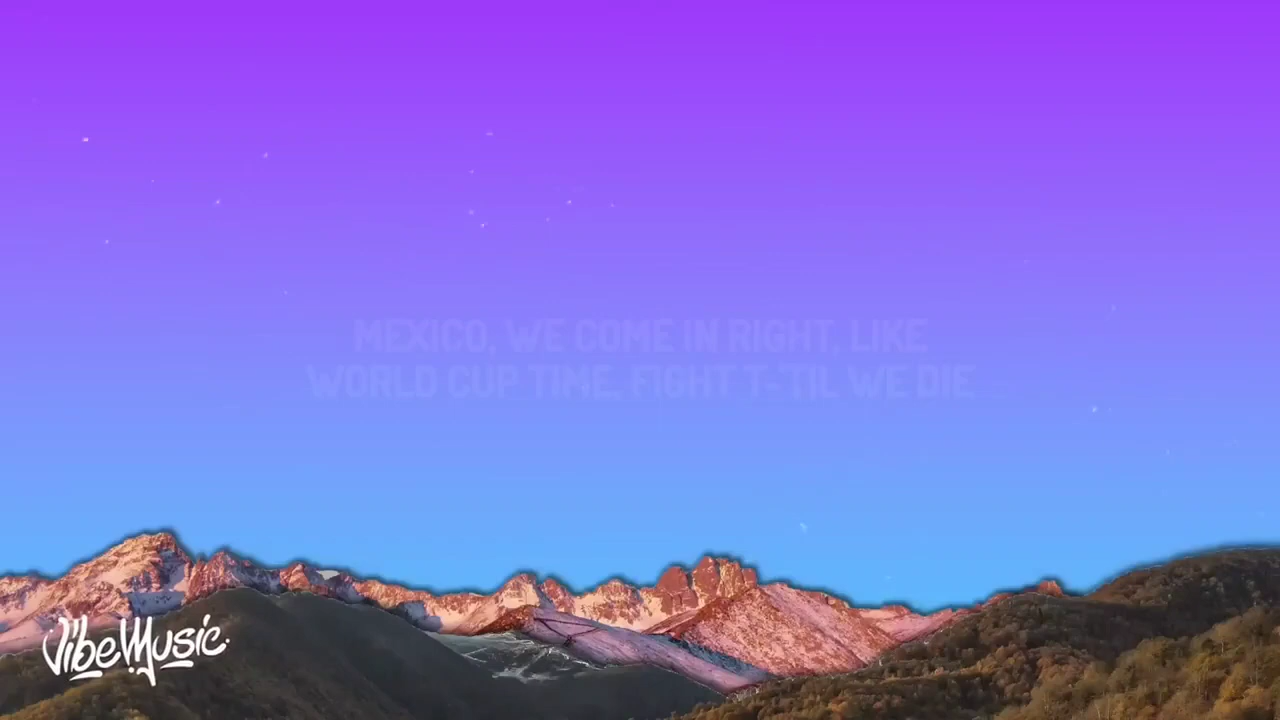 MEXICO, WE COME IN RIGHT, LIKE
WORLD CUP TIME, FIGHT T-TIL WE DIE
VibeMusic